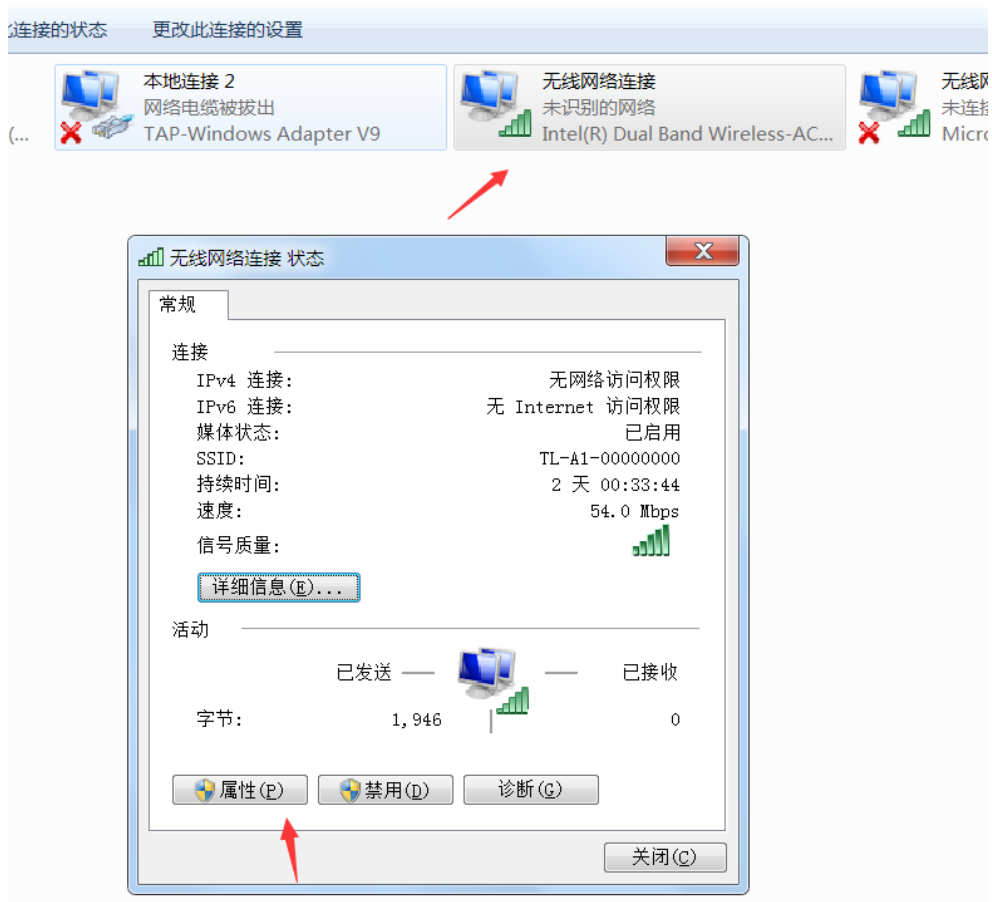 连接的状态 更改此连接的设置
本地连接 2
网络电缆被拔出
TAP-Windows Adapter V9
无线网络连接
未识别的网络
Intel(R) Dual Band Wireless-AC...
无线网
未连接
Micro
(...
无线网络连接 状态
常规
连接
IPv4 连接: 无网络访问权限
IPv6 连接: 无 Internet 访问权限
媒体状态: 已启用
SSID: TL-A1-00000000
持续时间: 2 天 00:33:44
速度: 54.0 Mbps
信号质量:
详细信息(E)...
活动
已发送 已接收
字节: 1,946 0
属性(P) 禁用(D) 诊断(G)
关闭(C)